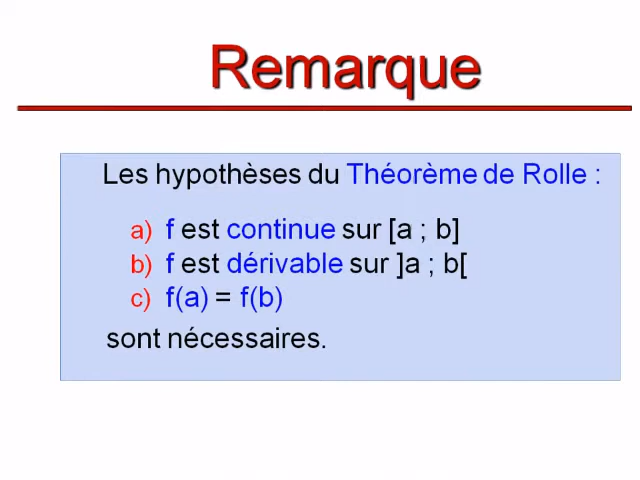 Remarque
Les hypothèses du Théorème de Rolle :
a) f est continue sur [a ; b]
b) f est dérivable sur ]a ; b[
c) f(a) = f(b)
sont nécessaires.